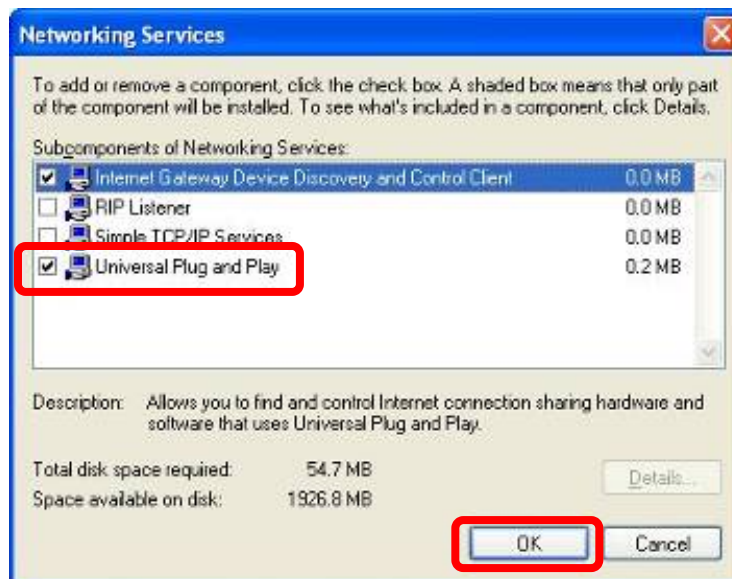 Networking Services
To add or remove a component, click the check box. A shaded box means that only part
of the component will be installed. To see what's included in a component, click Details.
Subcomponents of Networking Services:
Internet Gateway Device Discovery and Control Client 0.0 MB
RIP Listener 0.0 MB
Simple TCP/IP Services 0.0 MB
Universal Plug and Play 0.2 MB
Description: Allows you to find and control Internet connection sharing hardware and
software that uses Universal Plug and Play.
Total disk space required: 54.7 MB
Space available on disk: 1926.8 MB
Details...
OK Cancel